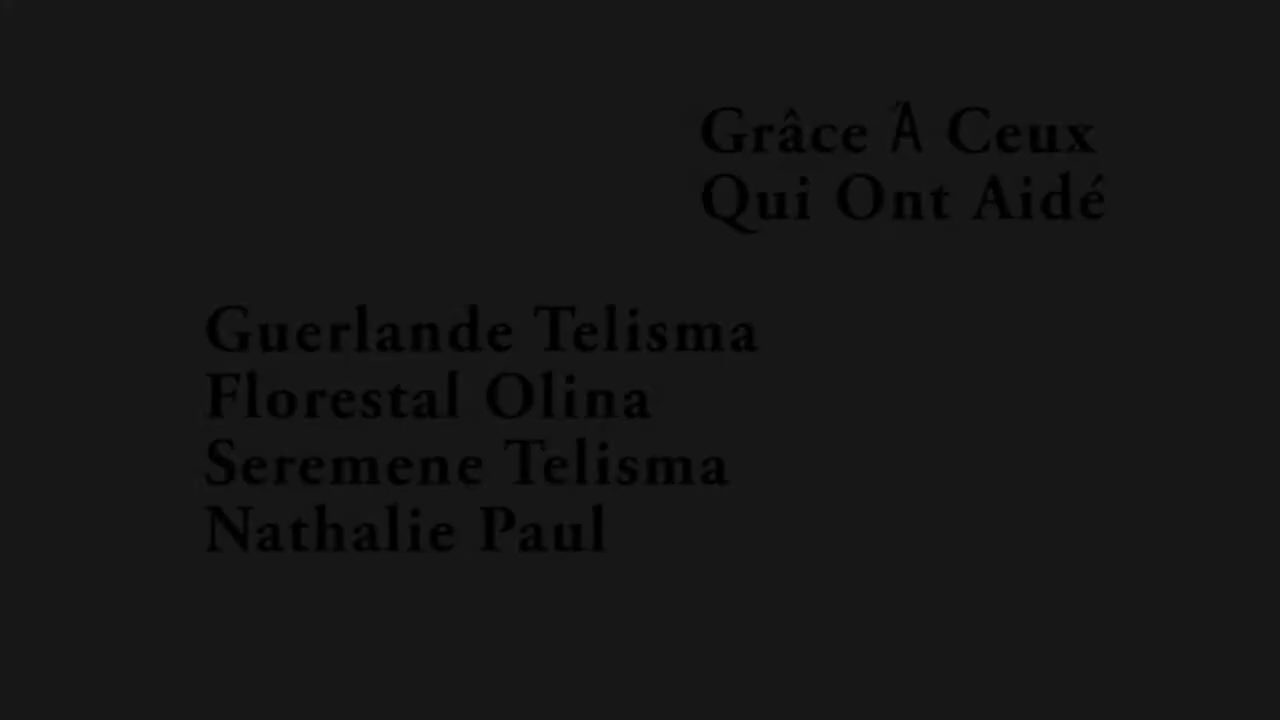 Grâce À Ceux
Qui Ont Aidé
Guerlande Telisma
Florestal Olina
Seremene Telisma
Nathalie Paul